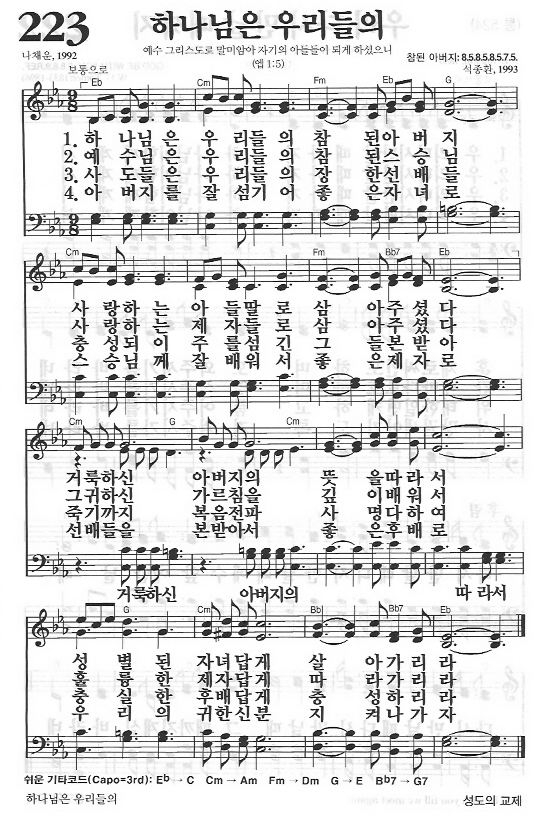 223 하나님은 우리들의
예수 그리스도로 말미암아 자기의 아들들이 되게 하셨으니
나채운, 1992
(엡 1:5)
참된 아버지: 8.5.8.5.8.5.7.5.
보통으로
석종환, 1993
Eb Cm Fm Eb G
1. 하 나님은 우 리들의 참 된아 버 지
2. 예 수님은 우 리들의 참 된스 승 님
3. 사 도들은 우 리들의 장 한선 배 들
4. 아 버지를 잘 섬기 어 좋 은자 녀 로
Cm Fm Bb7 Eb
사 랑하 는 아 들딸 로 삼 아주 셨 다
사 랑하 는 제 자들 로 삼 아주 셨 다
충 성되 이 주 를섬 긴 그 들본받 아
스 승님 께 잘 배워 서 좋 은제 자 로
Cm G Cm G Cm
거룩하신 아버지의 뜻 을따라 서
그귀하신 가르침을 깊 이배워 서
죽기까지 복음전파 사 명다하 여
선배들을 본받아서 좋 은후배 로
거룩하신 아버지의 따 라서
Eb G Cm Bb Bb7 Eb
성 별 된 자녀답게 살 아가리 라
훌 륭 한 제자답게 따 라가리 라
충 실 한 후배답게 충 성하리 라
우 리 의 귀한신분 지 켜나가 자
쉬운 기타코드(Capo=3rd): Eb → C Cm → Am Fm → Dm G → E Bb7 → G7
하나님은 우리들의
성도의 교제